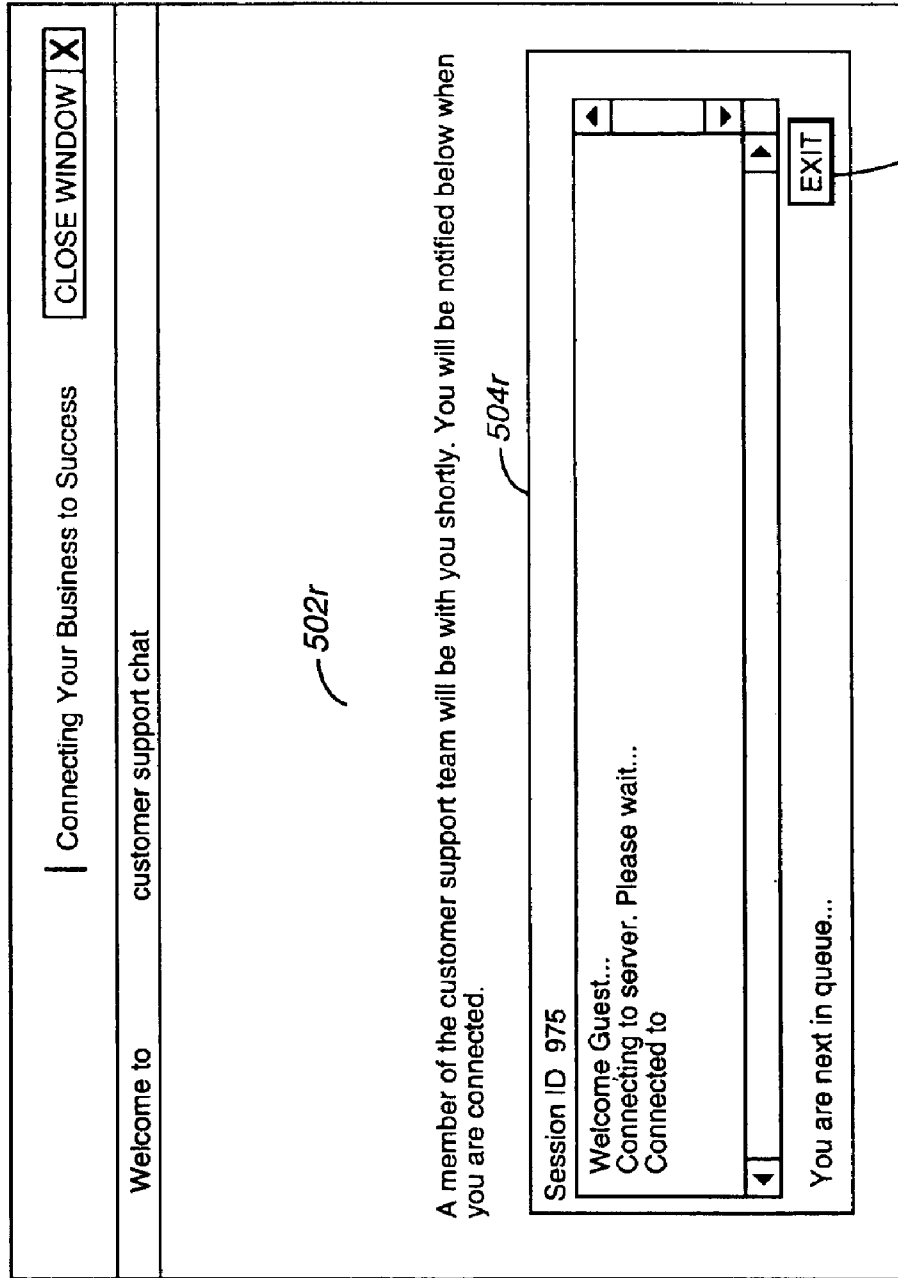 Connecting Your Business to Success CLOSE WINDOW X
Welcome to customer support chat
502r
A member of the customer support team will be with you shortly. You will be notified below when
you are connected.
504r
Session ID 975
Welcome Guest...
Connecting to server. Please wait...
Connected to
You are next in queue...
EXIT